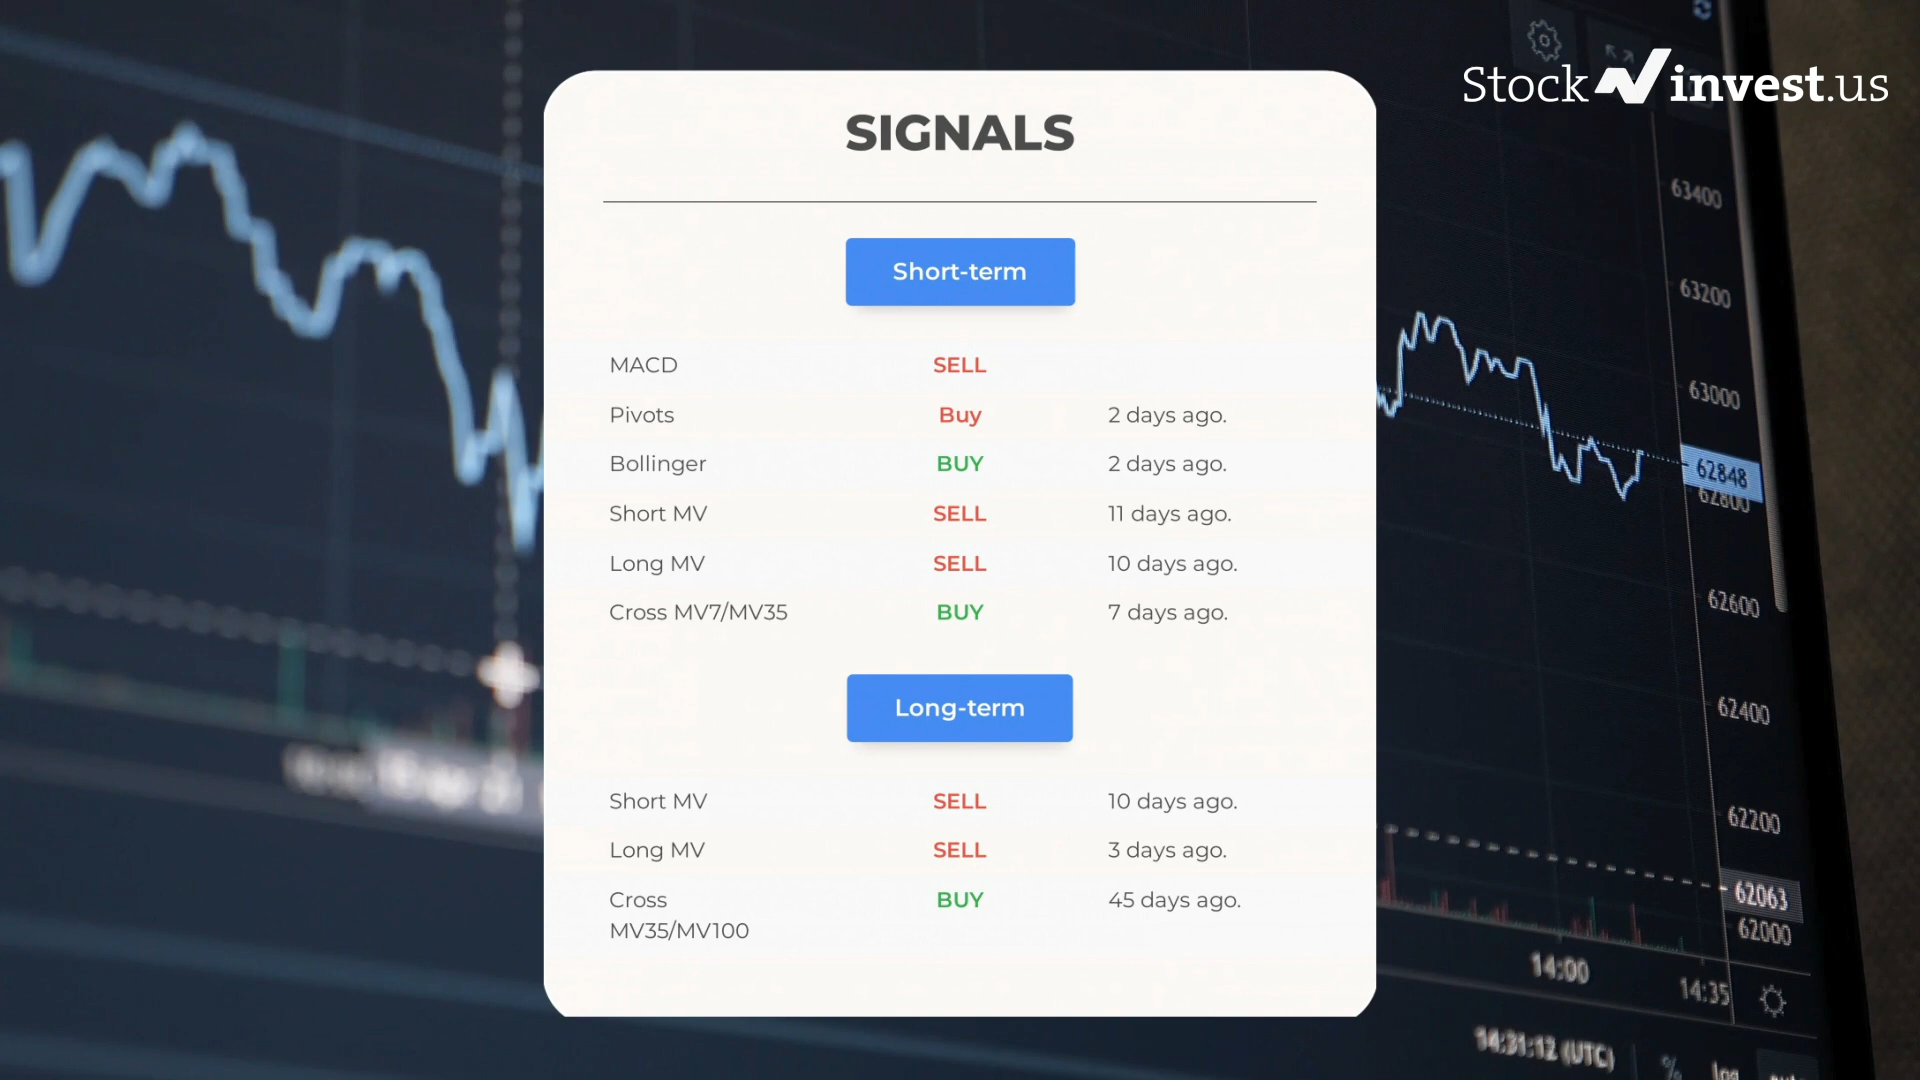 Stock invest.us
SIGNALS
Short-term
MACD SELL
Pivots Buy 2 days ago.
Bollinger BUY 2 days ago.
Short MV SELL 11 days ago.
Long MV SELL 10 days ago.
Cross MV7/MV35 BUY 7 days ago.
Long-term
Short MV SELL 10 days ago.
Long MV SELL 3 days ago.
Cross BUY 45 days ago.
MV35/MV100
63400
63200
63000
62848
62800
62600
62400
62200
62063
62000
14:00
14:35
14:31:12 (UTC)
%
log